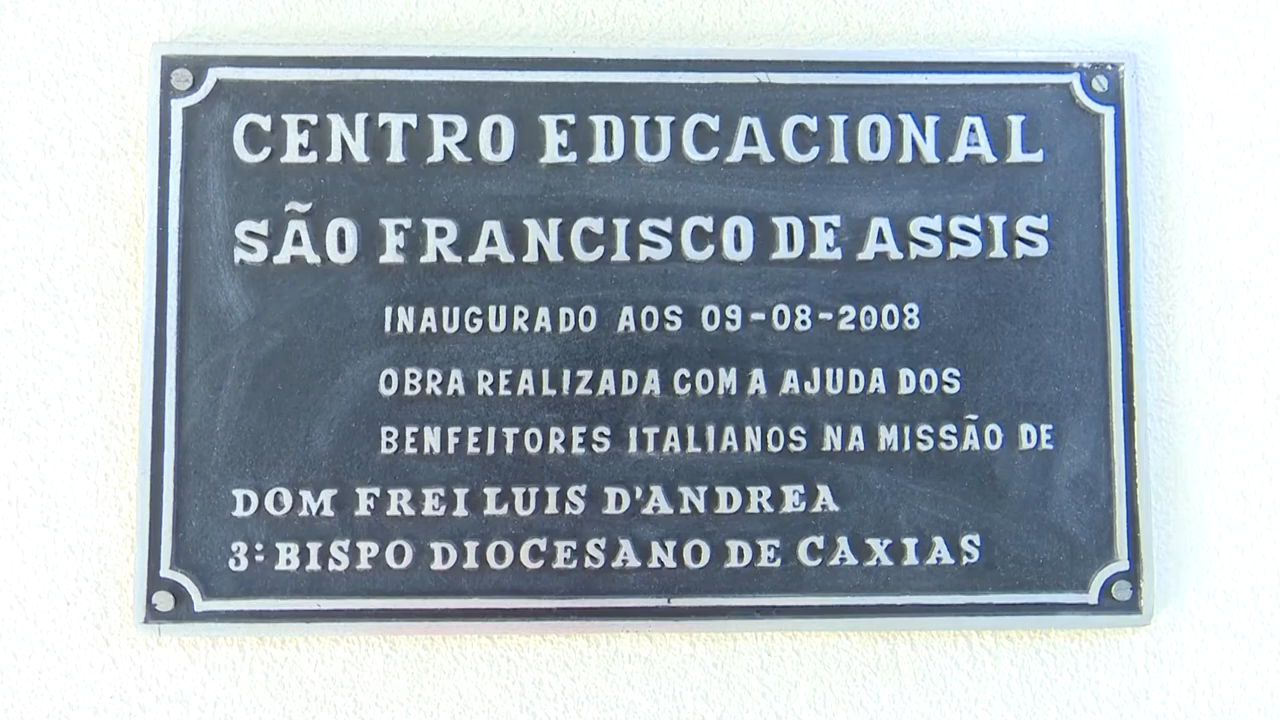 CENTRO EDUCACIONAL
SÃO FRANCISCO DE ASSIS
INAUGURADO AOS 09-08-2008
OBRA REALIZADA COM A AJUDA DOS
BENFEITORES ITALIANOS NA MISSÃO DE
DOM FREI LUIS D'ANDREA
3º BISPO DIOCESANO DE CAXIAS